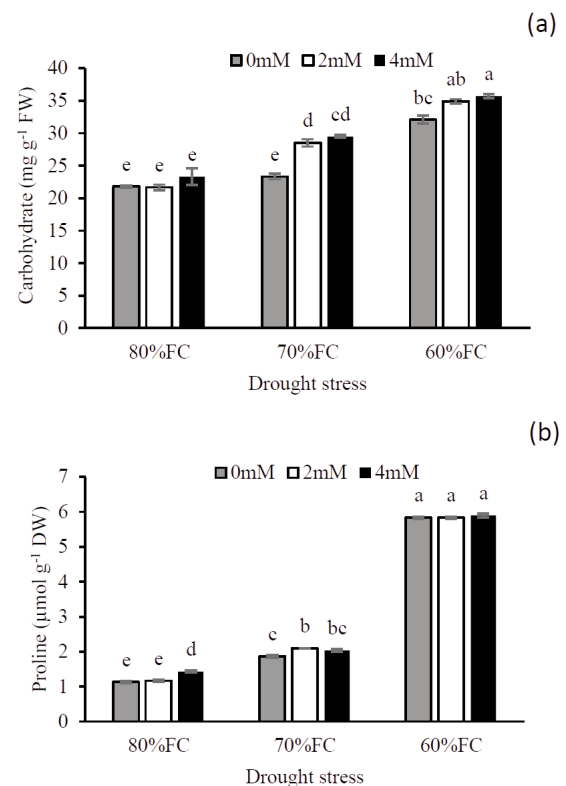 (a)
0mM 2mM 4mM
Carbohydrate (mg g⁻¹ FW)
40
35
30
25
20
15
10
5
0
e e e
e d cd
bc ab a
80%FC 70%FC 60%FC
Drought stress
(b)
0mM 2mM 4mM
Proline (µmol g⁻¹ DW)
7
6
5
4
3
2
1
0
e e d
c b bc
a a a
80%FC 70%FC 60%FC
Drought stress